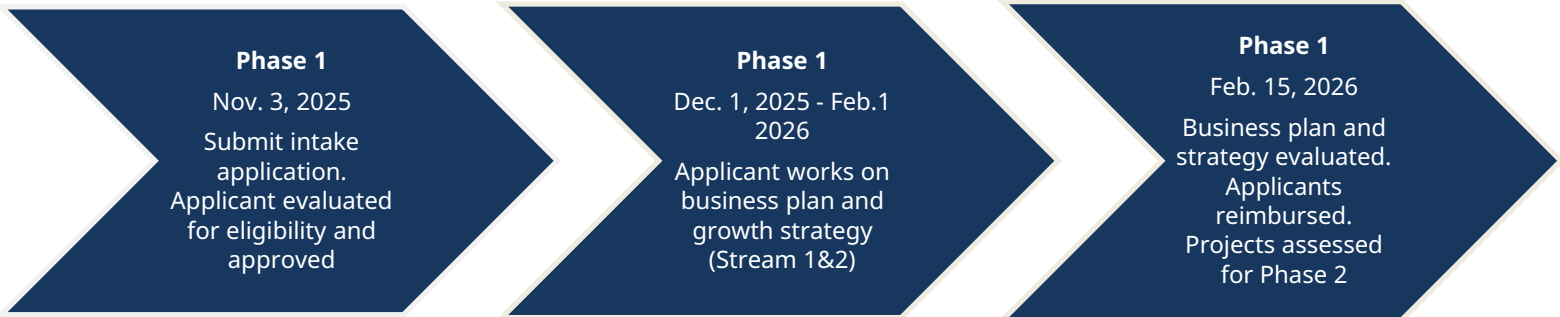 Phase 1
Nov. 3, 2025
Submit intake
application.
Applicant evaluated
for eligibility and
approved
Phase 1
Dec. 1, 2025 - Feb.1
2026
Applicant works on
business plan and
growth strategy
(Stream 1&2)
Phase 1
Feb. 15, 2026
Business plan and
strategy evaluated.
Applicants
reimbursed.
Projects assessed
for Phase 2